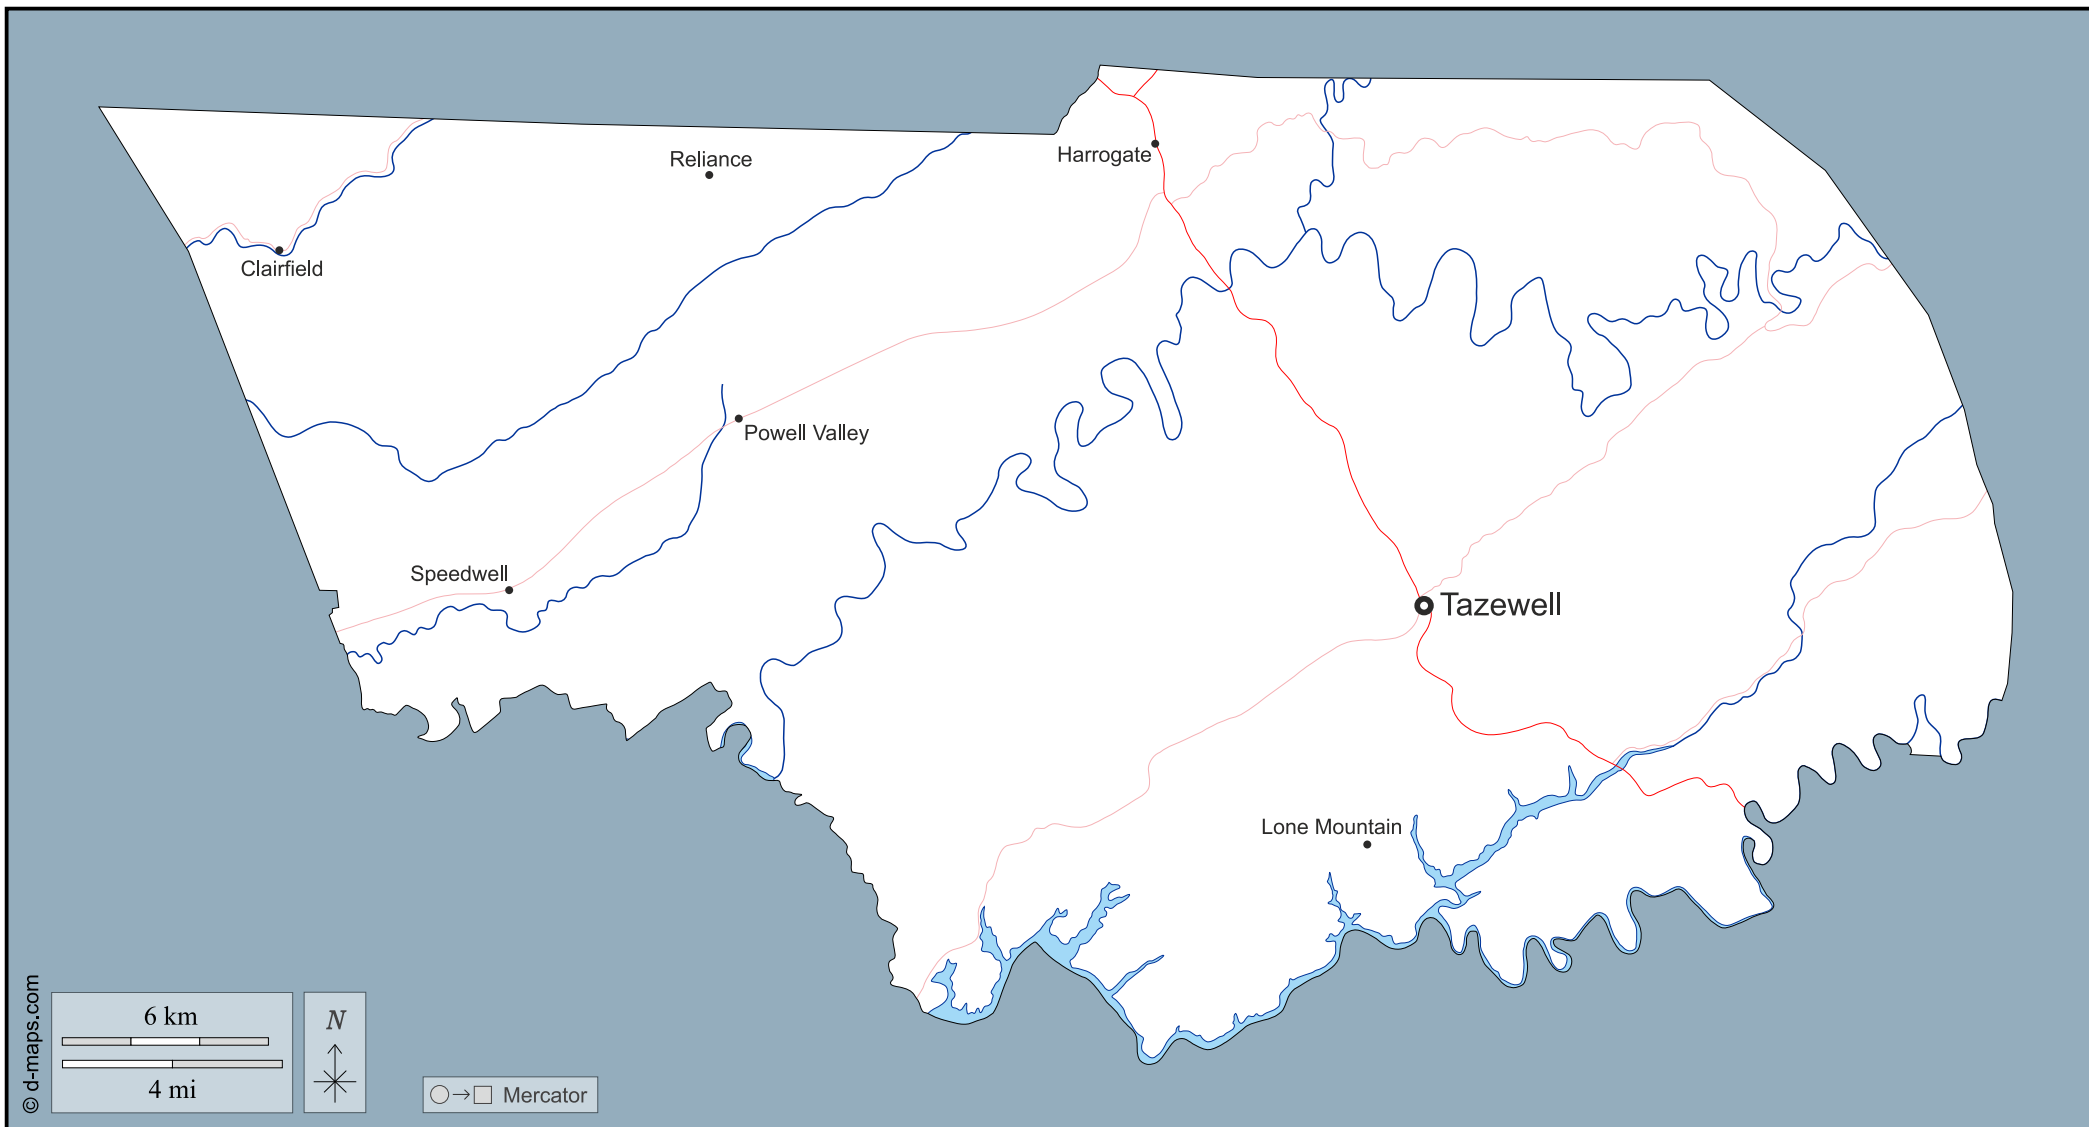 Reliance
Harrogate
Clairfield
Powell Valley
Speedwell
Tazewell
Lone Mountain
© d-maps.com
6 km
4 mi
N
Mercator